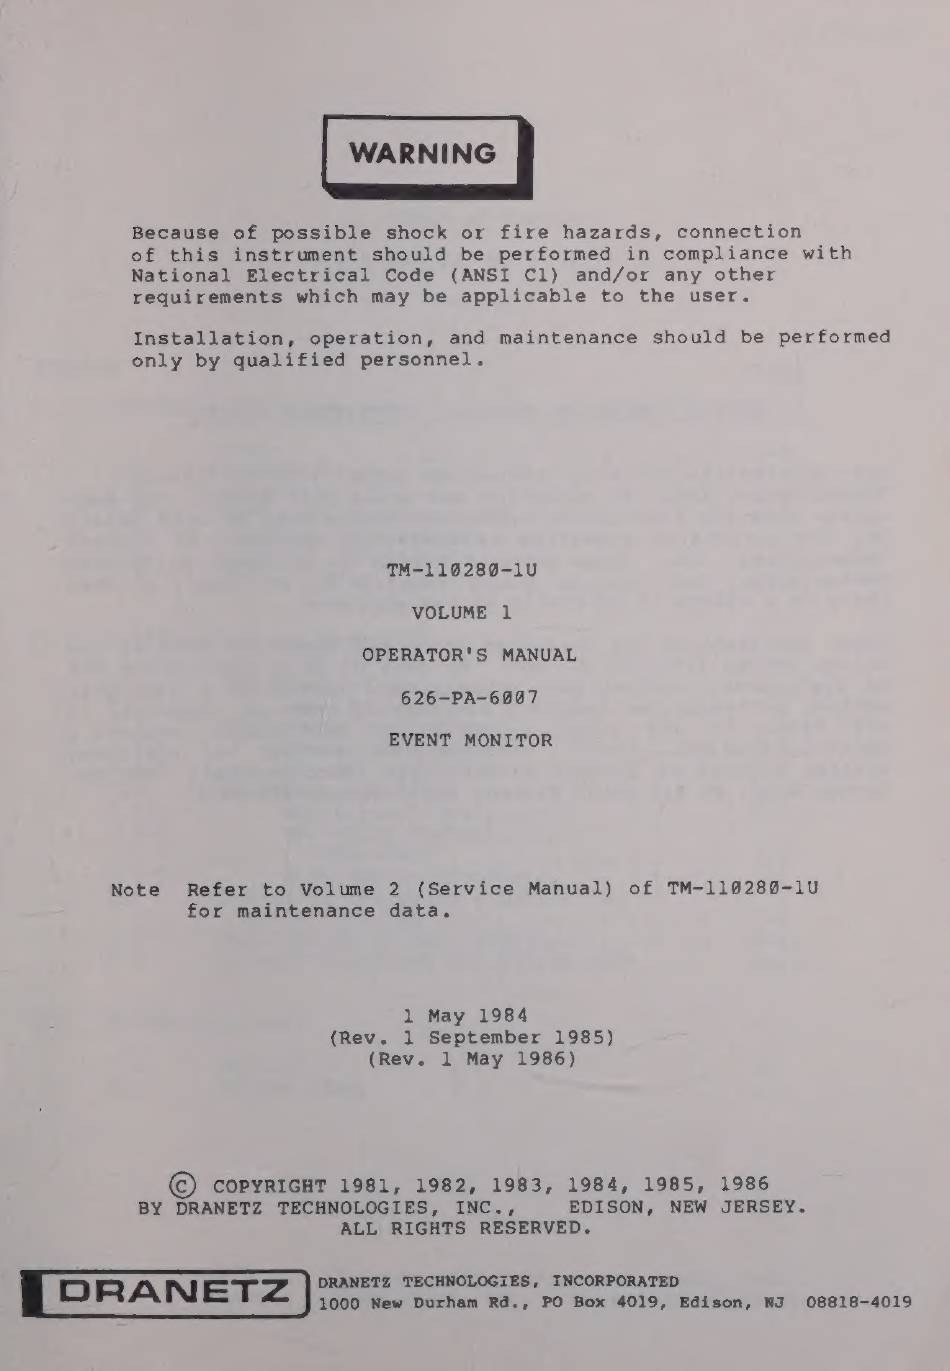 WARNING
Because of possible shock or fire hazards, connection
of this instrument should be performed in compliance with
National Electrical Code (ANSI C1) and/or any other
requirements which may be applicable to the user.
Installation, operation, and maintenance should be performed
only by qualified personnel.
TM-110280-1U
VOLUME 1
OPERATOR'S MANUAL
626-PA-6007
EVENT MONITOR
Note Refer to Volume 2 (Service Manual) of TM-110280-1U
for maintenance data.
1 May 1984
(Rev. 1 September 1985)
(Rev. 1 May 1986)
© COPYRIGHT 1981, 1982, 1983, 1984, 1985, 1986
BY DRANETZ TECHNOLOGIES, INC., EDISON, NEW JERSEY.
ALL RIGHTS RESERVED.
DRANETZ DRANETZ TECHNOLOGIES, INCORPORATED
1000 New Durham Rd., PO Box 4019, Edison, NJ 08818-4019